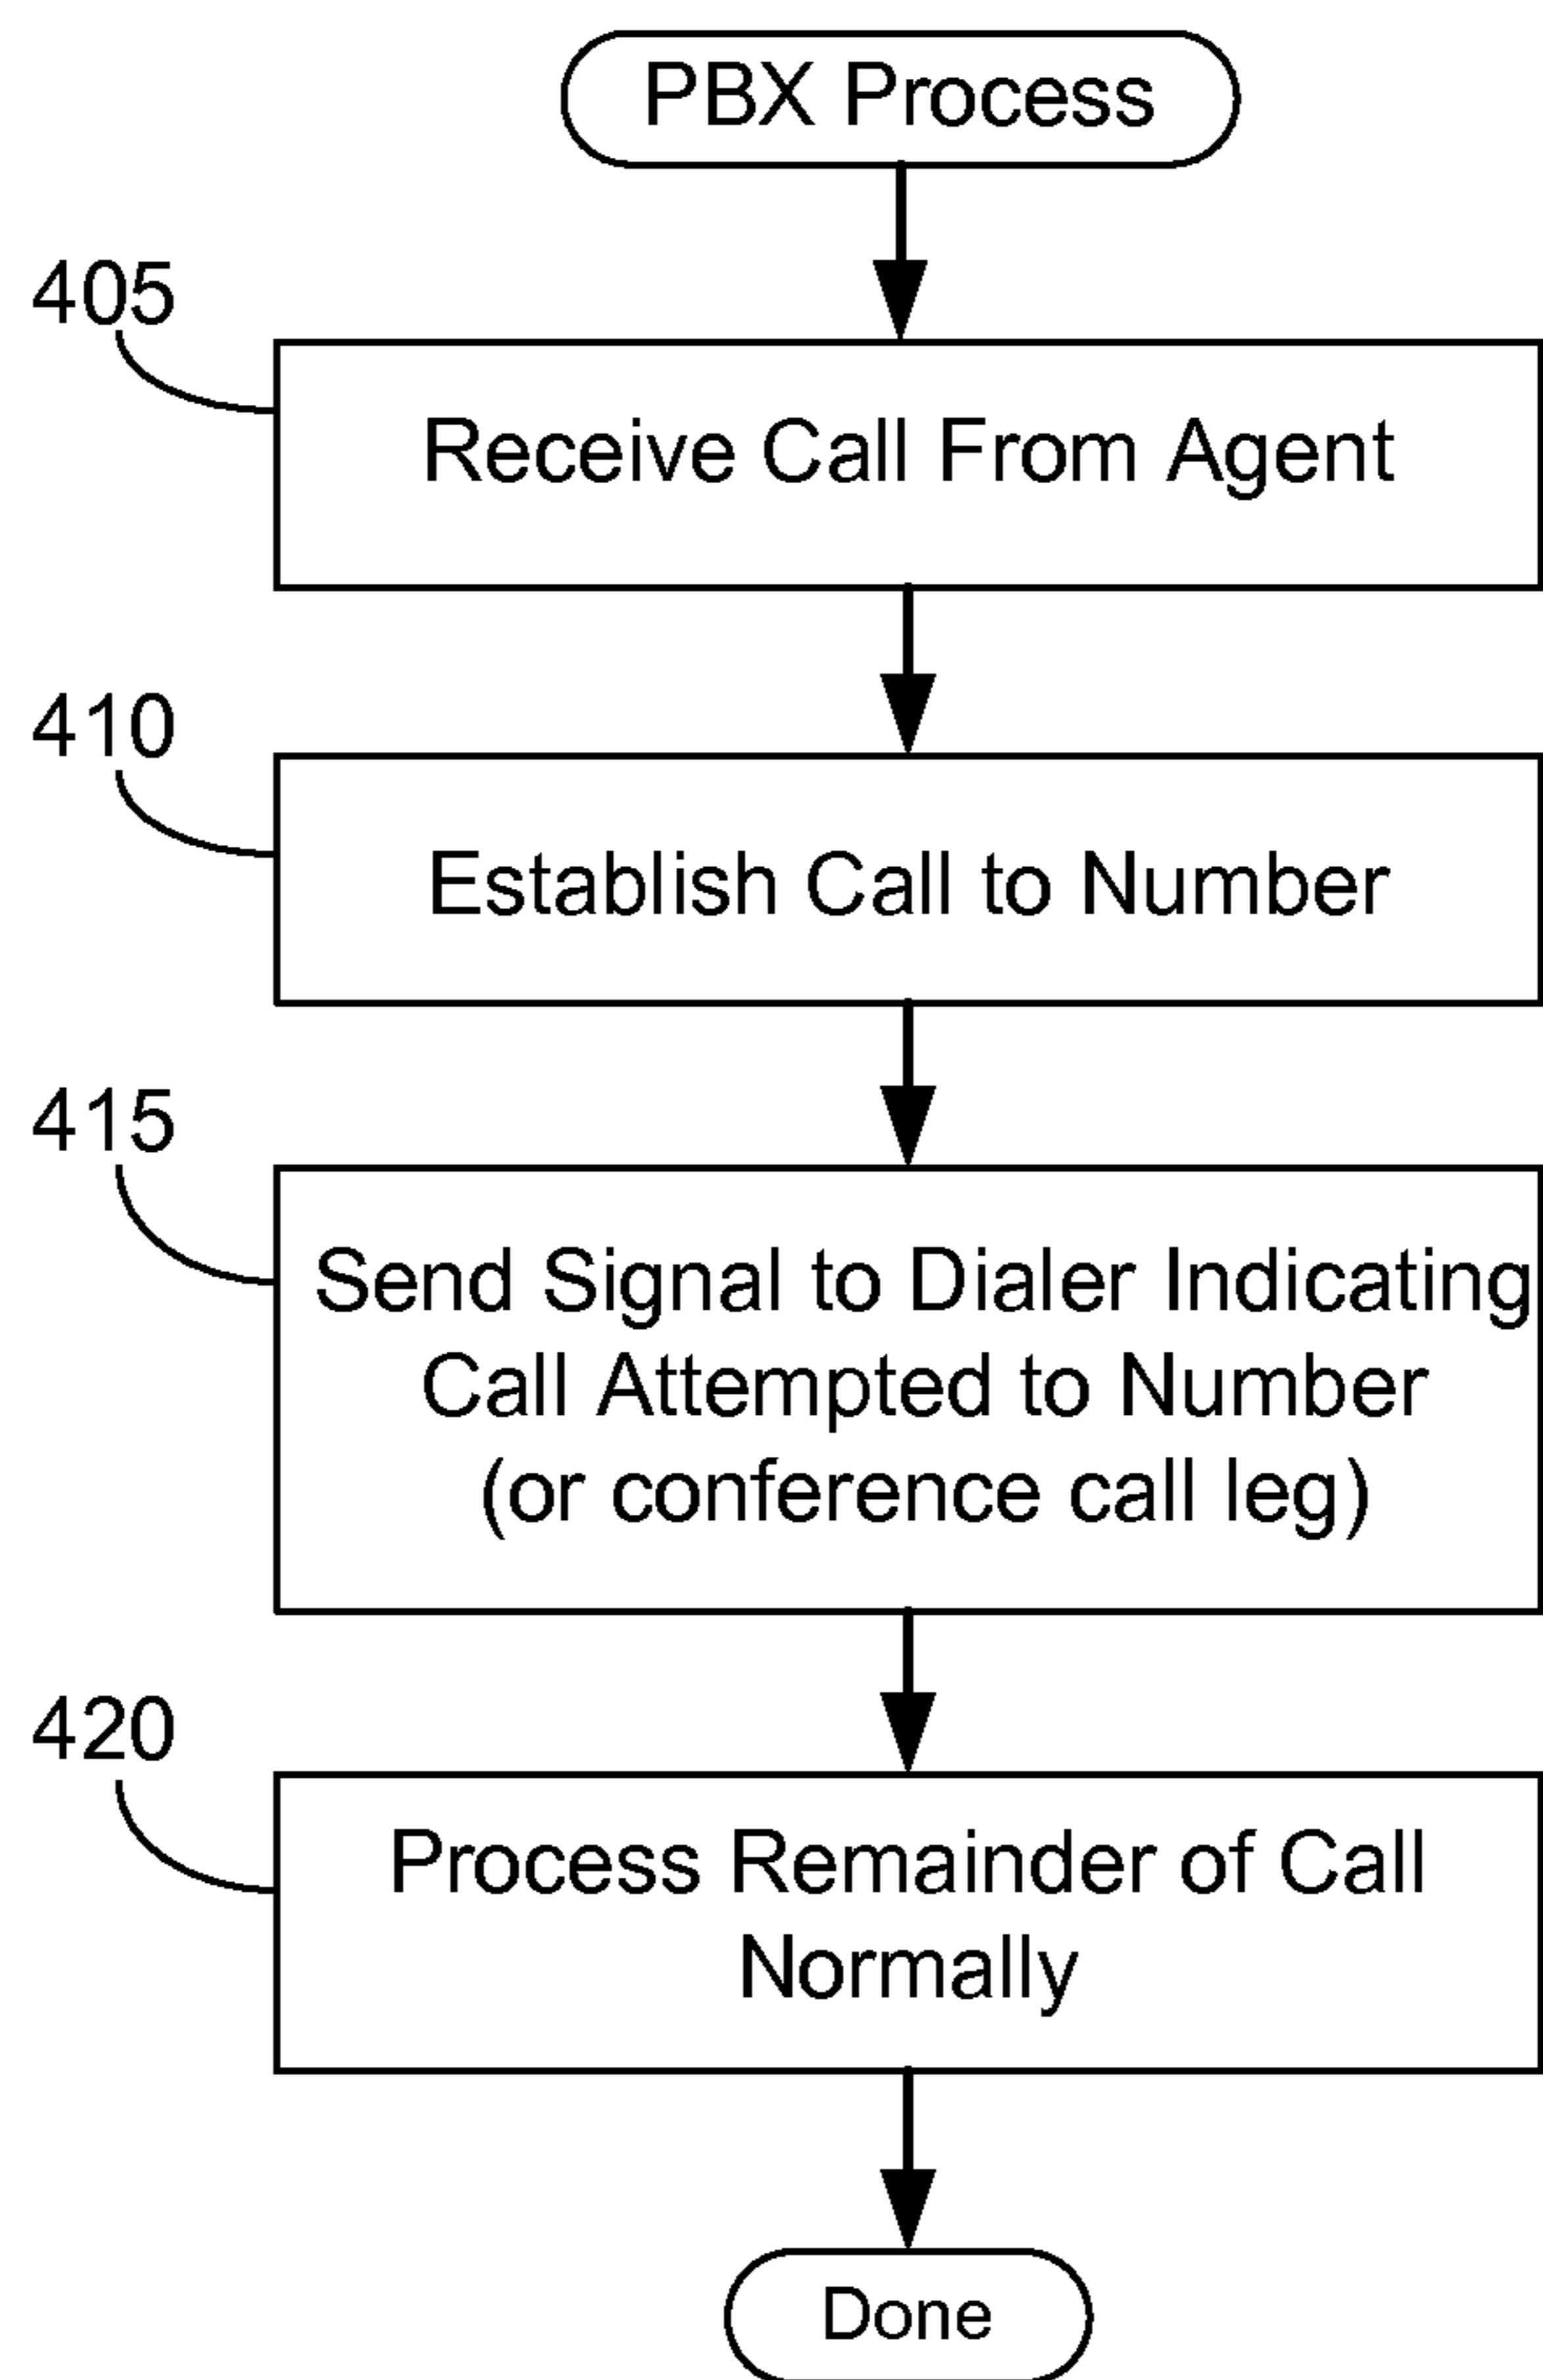 PBX Process
405
Receive Call From Agent
410
Establish Call to Number
415
Send Signal to Dialer Indicating
Call Attempted to Number
(or conference call leg)
420
Process Remainder of Call
Normally
Done